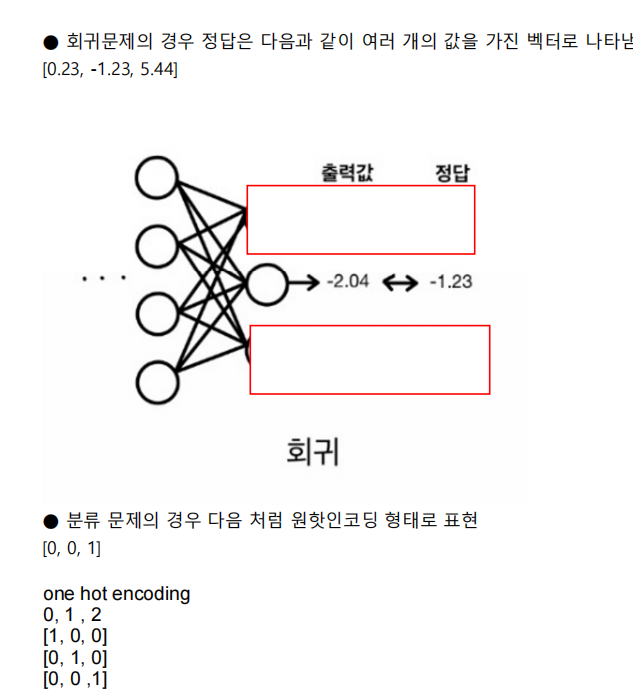 ● 회귀문제의 경우 정답은 다음과 같이 여러 개의 값을 가진 벡터로 나타냄
[0.23, -1.23, 5.44]
출력값 정답
. . .
-2.04 ↔ -1.23
회귀
● 분류 문제의 경우 다음 처럼 원핫인코딩 형태로 표현
[0, 0, 1]
one hot encoding
0, 1 , 2
[1, 0, 0]
[0, 1, 0]
[0, 0 ,1]